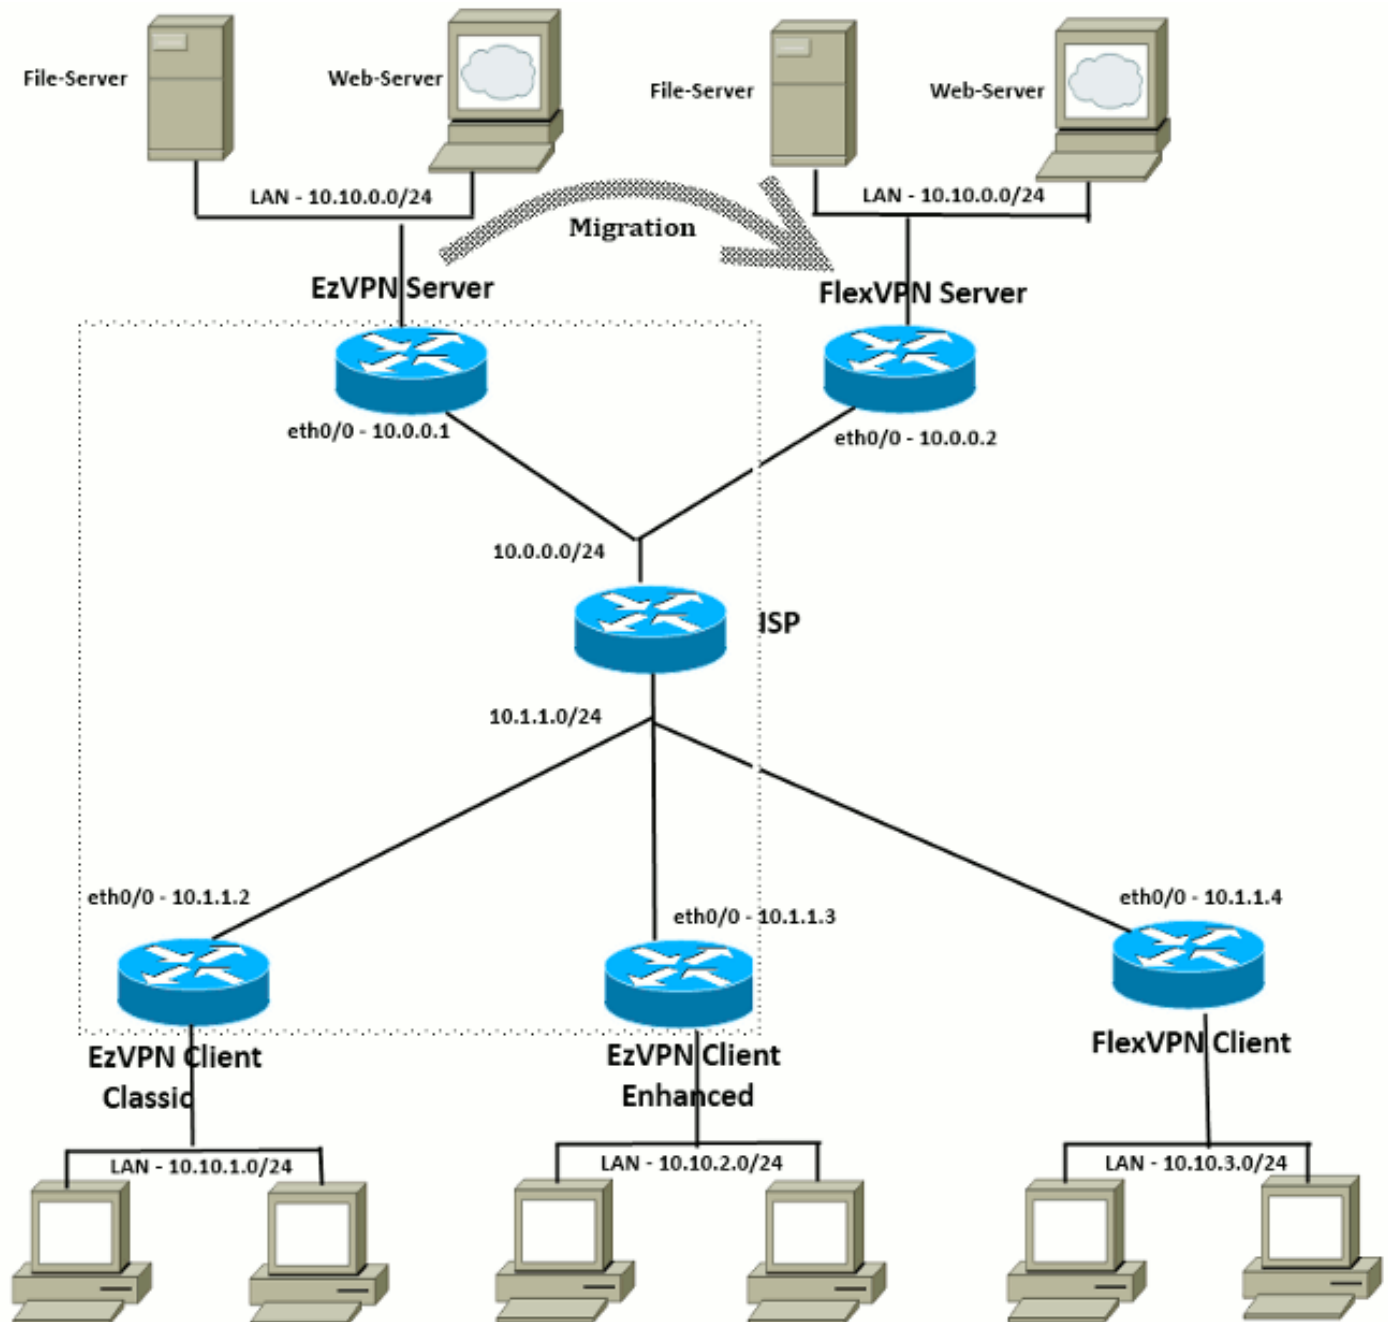 File-Server
Web-Server
File-Server
Web-Server
LAN - 10.10.0.0/24
LAN - 10.10.0.0/24
Migration
EzVPN Server
FlexVPN Server
eth0/0 - 10.0.0.1
eth0/0 - 10.0.0.2
10.0.0.0/24
ISP
10.1.1.0/24
eth0/0 - 10.1.1.2
eth0/0 - 10.1.1.3
eth0/0 - 10.1.1.4
EzVPN Client
Classic
EzVPN Client
Enhanced
FlexVPN Client
LAN - 10.10.1.0/24
LAN - 10.10.2.0/24
LAN - 10.10.3.0/24